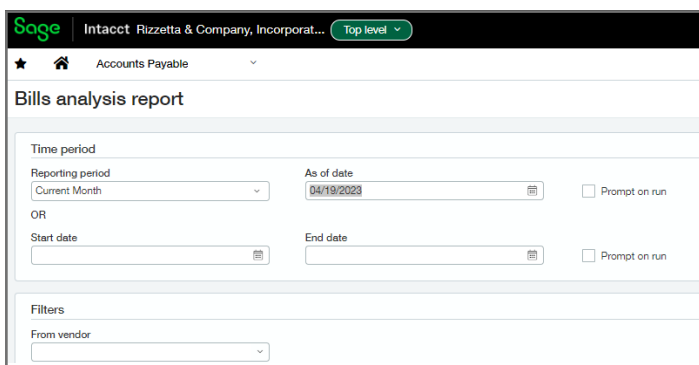 Sage Intacct Rizzetta & Company, Incorporat... Top level
Accounts Payable
Bills analysis report
Time period
Reporting period As of date
Current Month 04/19/2023 Prompt on run
OR
Start date End date
Prompt on run
Filters
From vendor